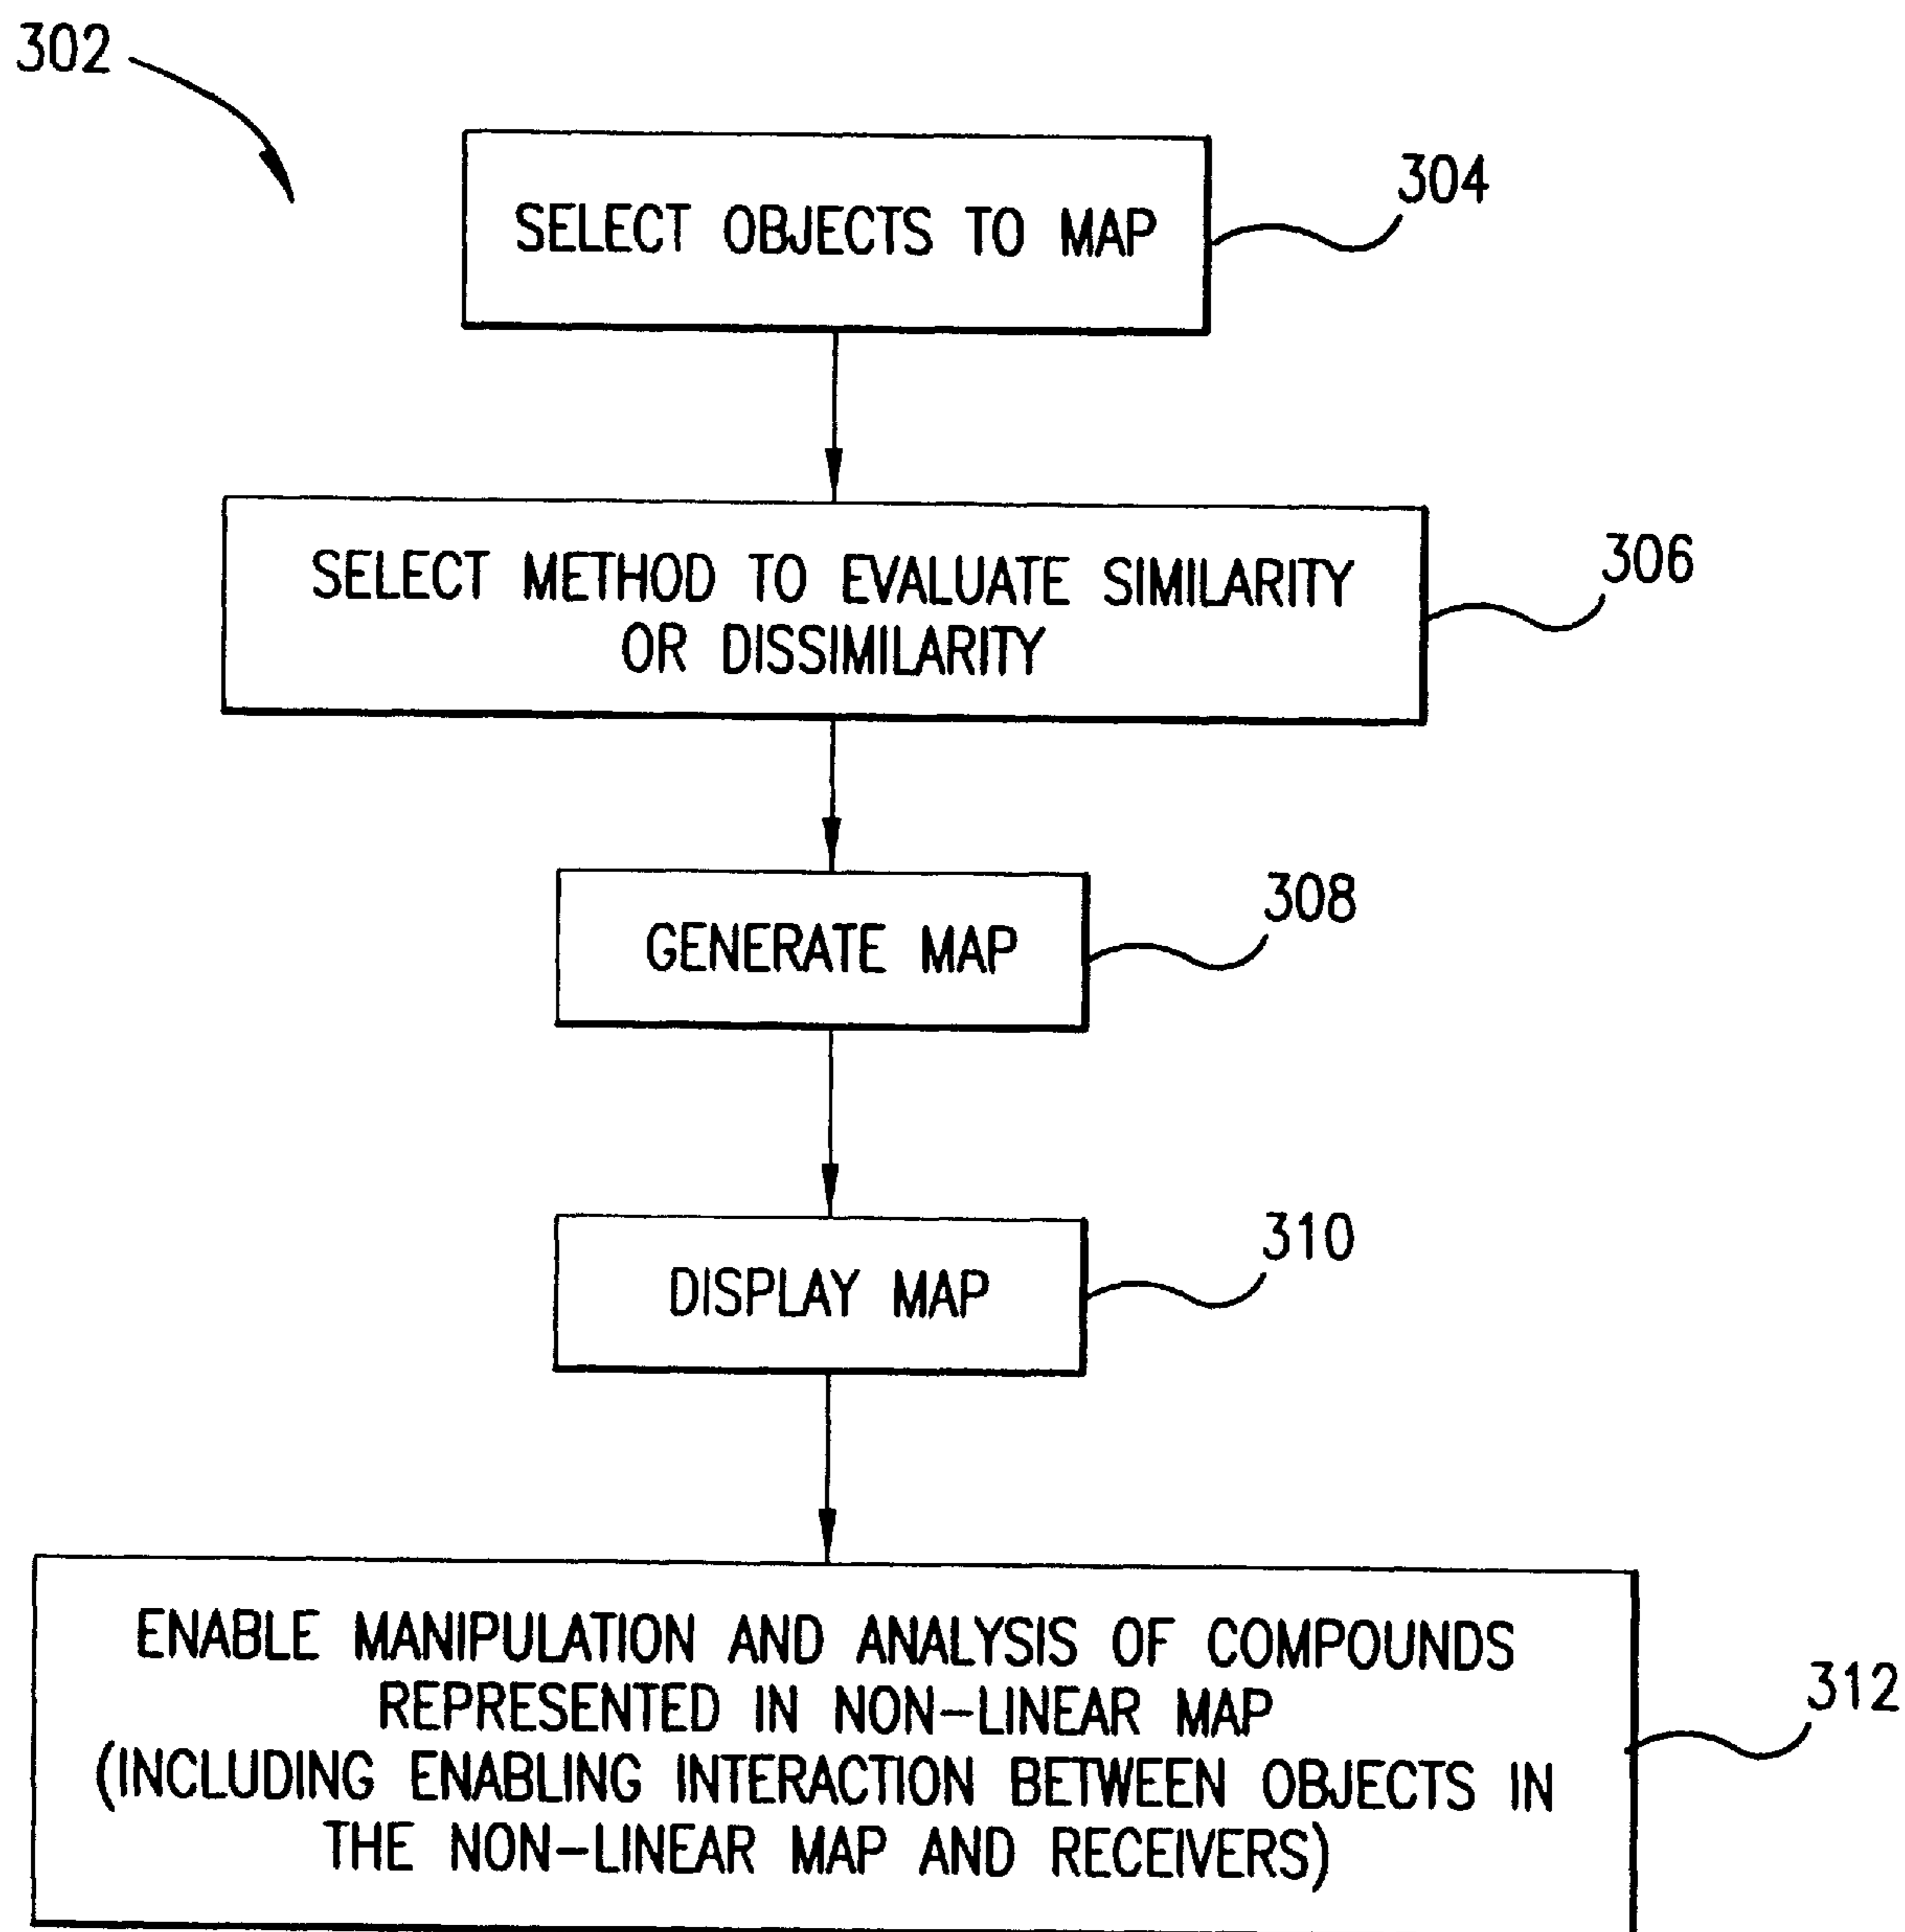 302
SELECT OBJECTS TO MAP
304
SELECT METHOD TO EVALUATE SIMILARITY
OR DISSIMILARITY
306
GENERATE MAP
308
DISPLAY MAP
310
ENABLE MANIPULATION AND ANALYSIS OF COMPOUNDS
REPRESENTED IN NON-LINEAR MAP
(INCLUDING ENABLING INTERACTION BETWEEN OBJECTS IN
THE NON-LINEAR MAP AND RECEIVERS)
312